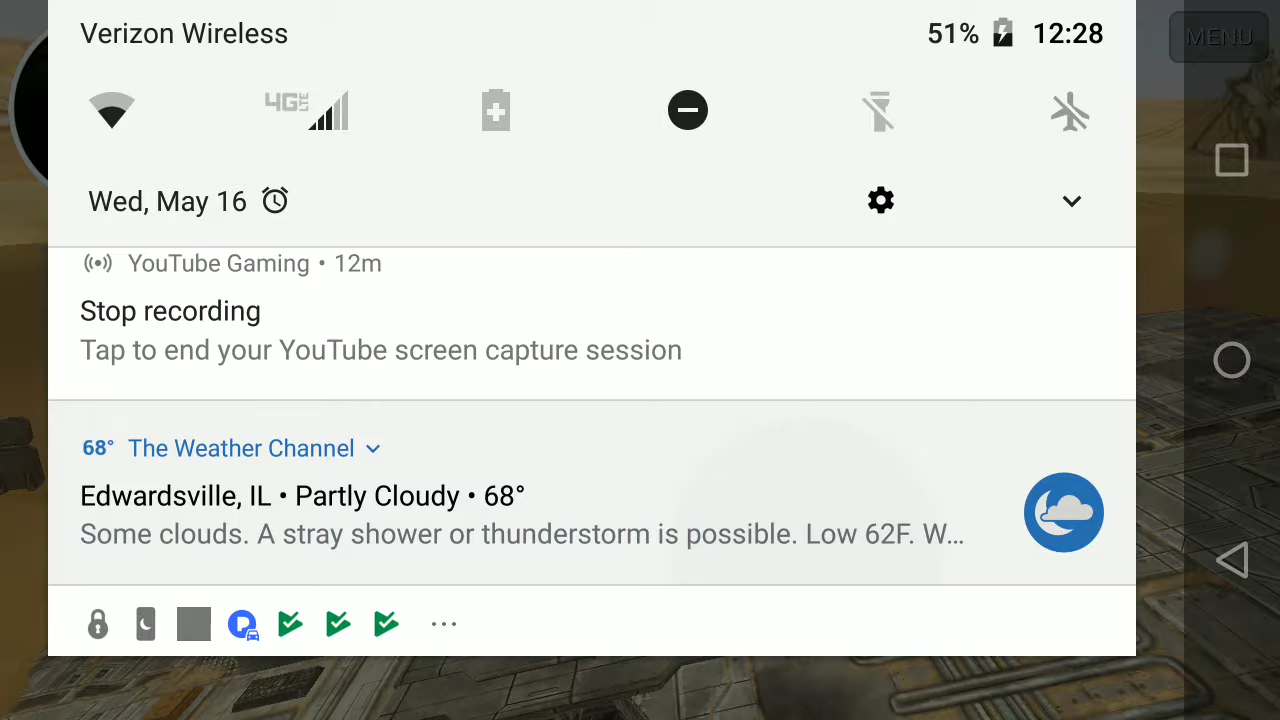 Verizon Wireless
51%
12:28
MENU
4G LTE
Wed, May 16
YouTube Gaming • 12m
Stop recording
Tap to end your YouTube screen capture session
68° The Weather Channel
Edwardsville, IL • Partly Cloudy • 68°
Some clouds. A stray shower or thunderstorm is possible. Low 62F. W…
P
...